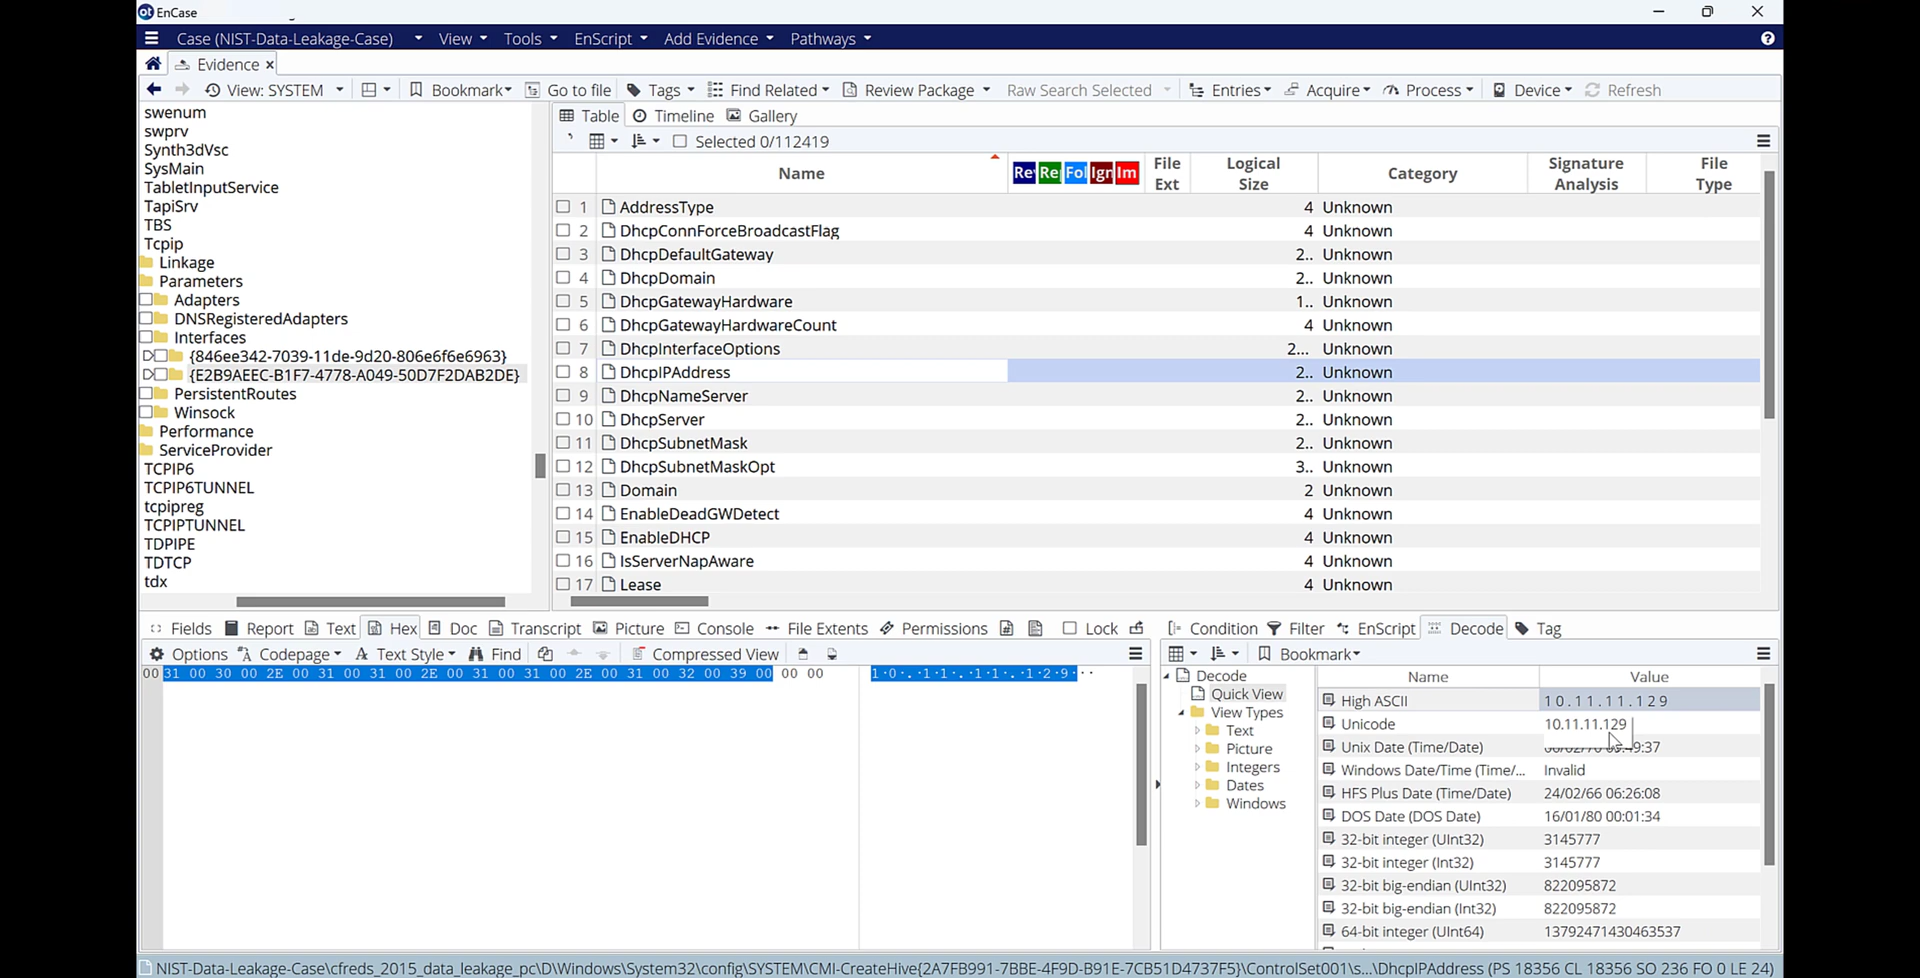 EnCase
Case (NIST-Data-Leakage-Case) View Tools EnScript Add Evidence Pathways
Evidence
View: SYSTEM Bookmark Go to file Tags Find Related Review Package Raw Search Selected Entries Acquire Process Device Refresh
swenum
swprv
Synth3dVsc
SysMain
TabletInputService
TapiSrv
TBS
Tcpip
Linkage
Parameters
Adapters
DNSRegisteredAdapters
Interfaces
{846ee342-7039-11de-9d20-806e6f6e6963}
{E2B9AEEC-B1F7-4778-A049-50D7F2DAB2DE}
PersistentRoutes
Winsock
Performance
ServiceProvider
TCPIP6
TCPIP6TUNNEL
tcpipreg
TCPIPTUNNEL
TDPIPE
TDTCP
tdx
Table Timeline Gallery
Selected 0/112419
Name Re Fol Ign Im File Ext Logical Size Category Signature Analysis File Type
1 AddressType 4 Unknown
2 DhcpConnForceBroadcastFlag 4 Unknown
3 DhcpDefaultGateway 2.. Unknown
4 DhcpDomain 2.. Unknown
5 DhcpGatewayHardware 1.. Unknown
6 DhcpGatewayHardwareCount 4 Unknown
7 DhcpInterfaceOptions 2... Unknown
8 DhcpIPAddress 2.. Unknown
9 DhcpNameServer 2.. Unknown
10 DhcpServer 2.. Unknown
11 DhcpSubnetMask 2.. Unknown
12 DhcpSubnetMaskOpt 3.. Unknown
13 Domain 2 Unknown
14 EnableDeadGWDetect 4 Unknown
15 EnableDHCP 4 Unknown
16 IsServerNapAware 4 Unknown
17 Lease 4 Unknown
Fields Report Text Hex Doc Transcript Picture Console File Extents Permissions Lock
Options Codepage Text Style Find Compressed View
00 31 00 30 00 2E 00 31 00 31 00 2E 00 31 00 31 00 2E 00 31 00 32 00 39 00 00 00 1·0·.·1·1·.·1·1·.·1·2·9···
Condition Filter EnScript Decode Tag
Bookmark
Decode
Quick View
View Types
Text
Picture
Integers
Dates
Windows
Name Value
High ASCII 1 0 . 1 1 . 1 1 . 1 2 9
Unicode 10.11.11.129
Unix Date (Time/Date)
Windows Date/Time (Time/... Invalid
HFS Plus Date (Time/Date) 24/02/66 06:26:08
DOS Date (DOS Date) 16/01/80 00:01:34
32-bit integer (UInt32) 3145777
32-bit integer (Int32) 3145777
32-bit big-endian (UInt32) 822095872
32-bit big-endian (Int32) 822095872
64-bit integer (UInt64) 13792471430463537
NIST-Data-Leakage-Case\cfreds_2015_data_leakage_pc\D\Windows\System32\config\SYSTEM\CMI-CreateHive{2A7FB991-7BBE-4F9D-B91E-7CB51D4737F5}\ControlSet001\s...\DhcpIPAddress (PS 18356 CL 18356 SO 236 FO 0 LE 24)